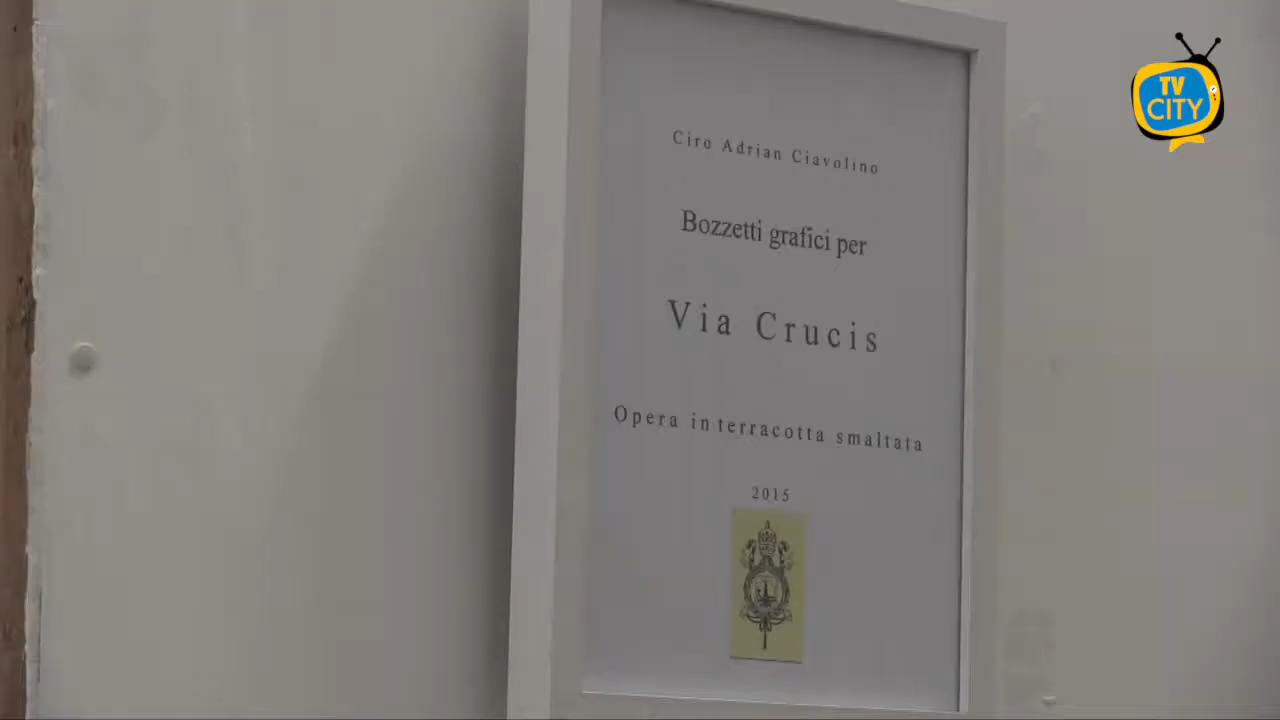 Ciro Adrian Ciavolino
Bozzetti grafici per
Via Crucis
Opera in terracotta smaltata
2015
TV
CITY